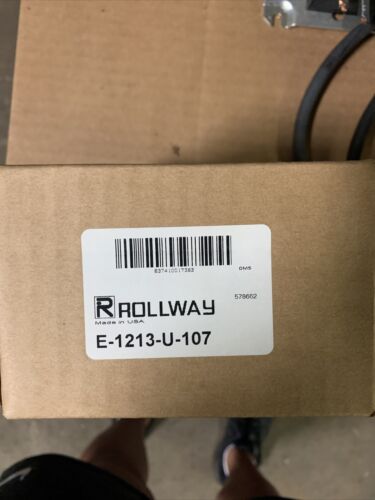 837410017383
DMS
ROLLWAY
578662
Made in USA
E-1213-U-107